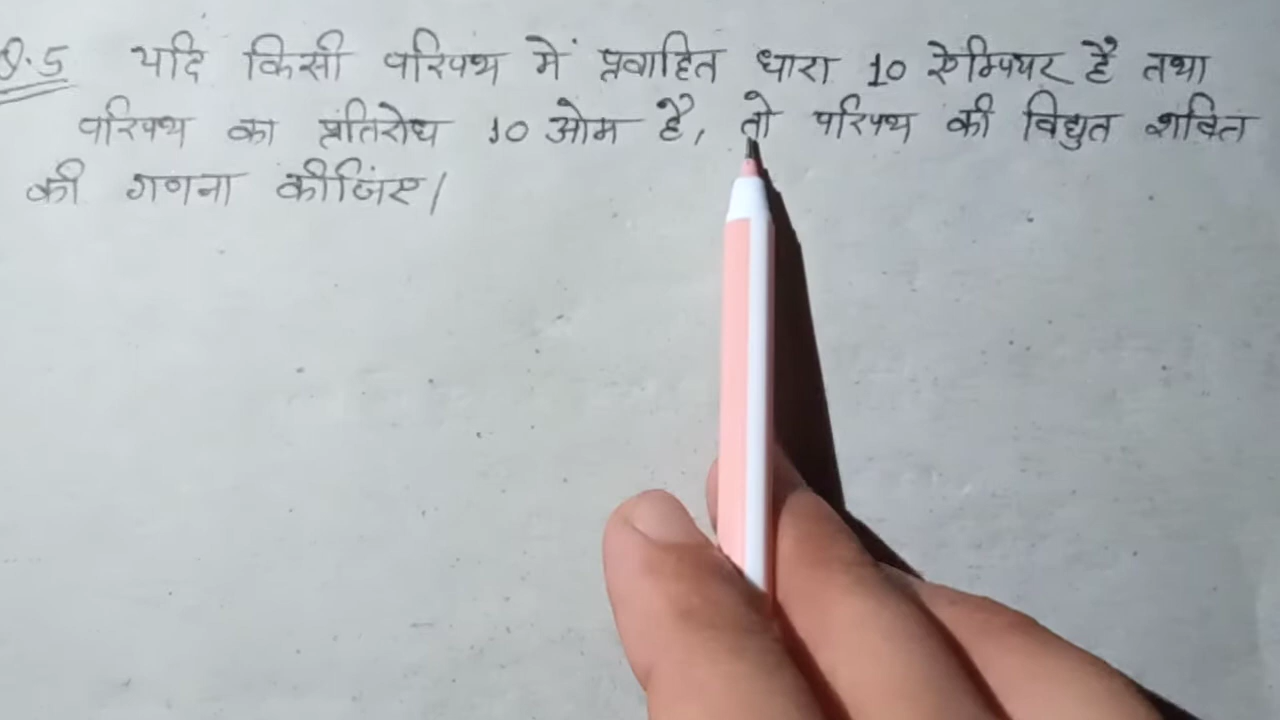 Q.5 यदि किसी परिपथ में प्रवाहित धारा 10 ऐम्पियर है तथा
परिपथ का प्रतिरोध 10 ओम है, तो परिपथ की विद्युत शक्ति
की गणना कीजिए।